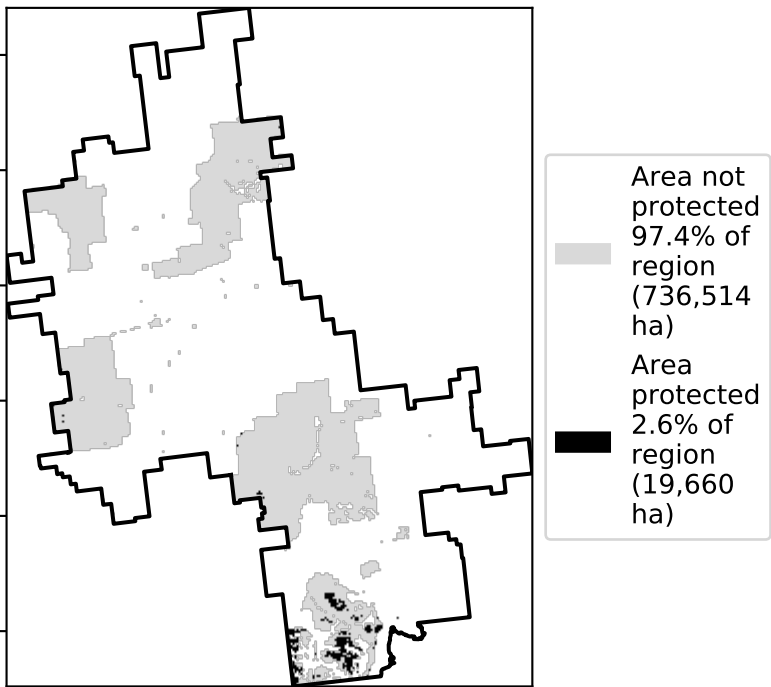 Area not
protected
97.4% of
region
(736,514
ha)
Area
protected
2.6% of
region
(19,660
ha)